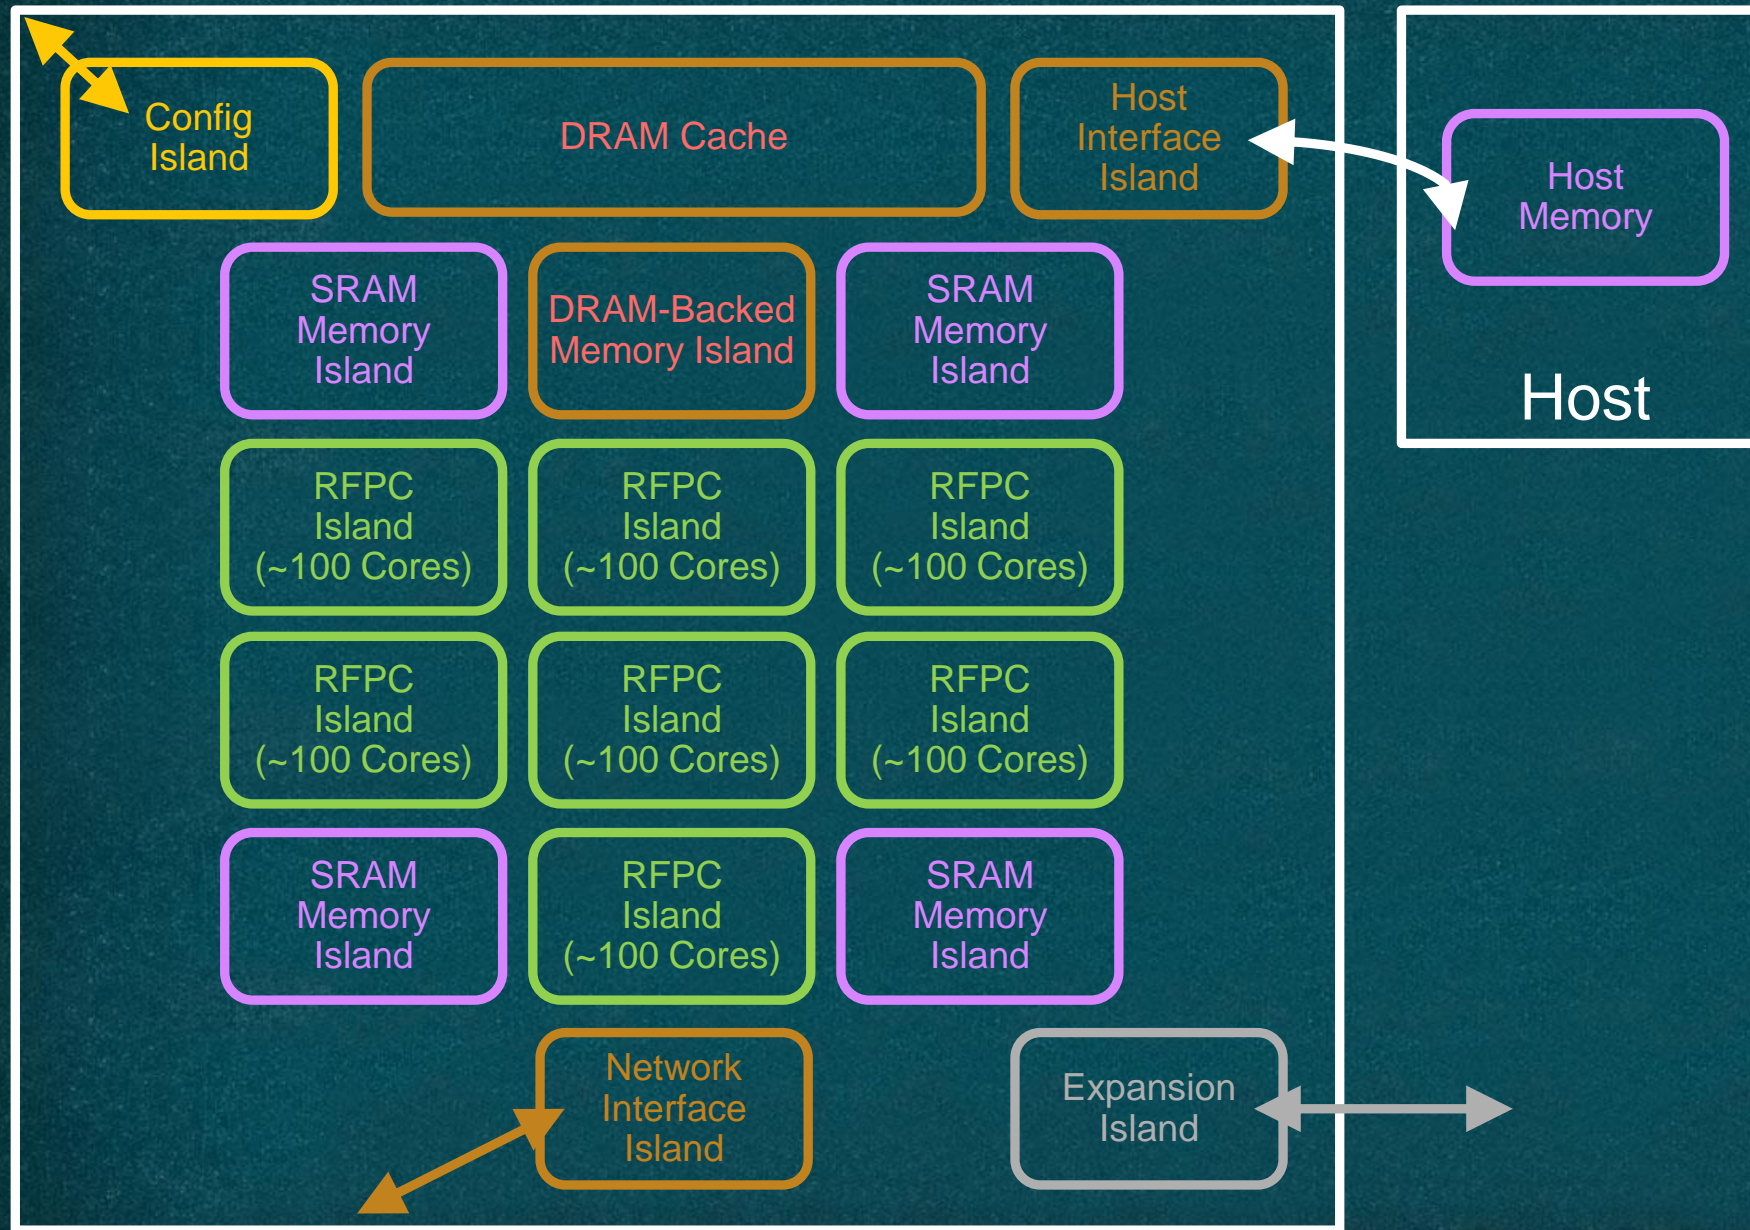 Config
Island
DRAM Cache
Host
Interface
Island
Host
Memory
Host
SRAM
Memory
Island
DRAM-Backed
Memory Island
SRAM
Memory
Island
RFPC
Island
(~100 Cores)
RFPC
Island
(~100 Cores)
RFPC
Island
(~100 Cores)
RFPC
Island
(~100 Cores)
RFPC
Island
(~100 Cores)
RFPC
Island
(~100 Cores)
SRAM
Memory
Island
RFPC
Island
(~100 Cores)
SRAM
Memory
Island
Network
Interface
Island
Expansion
Island